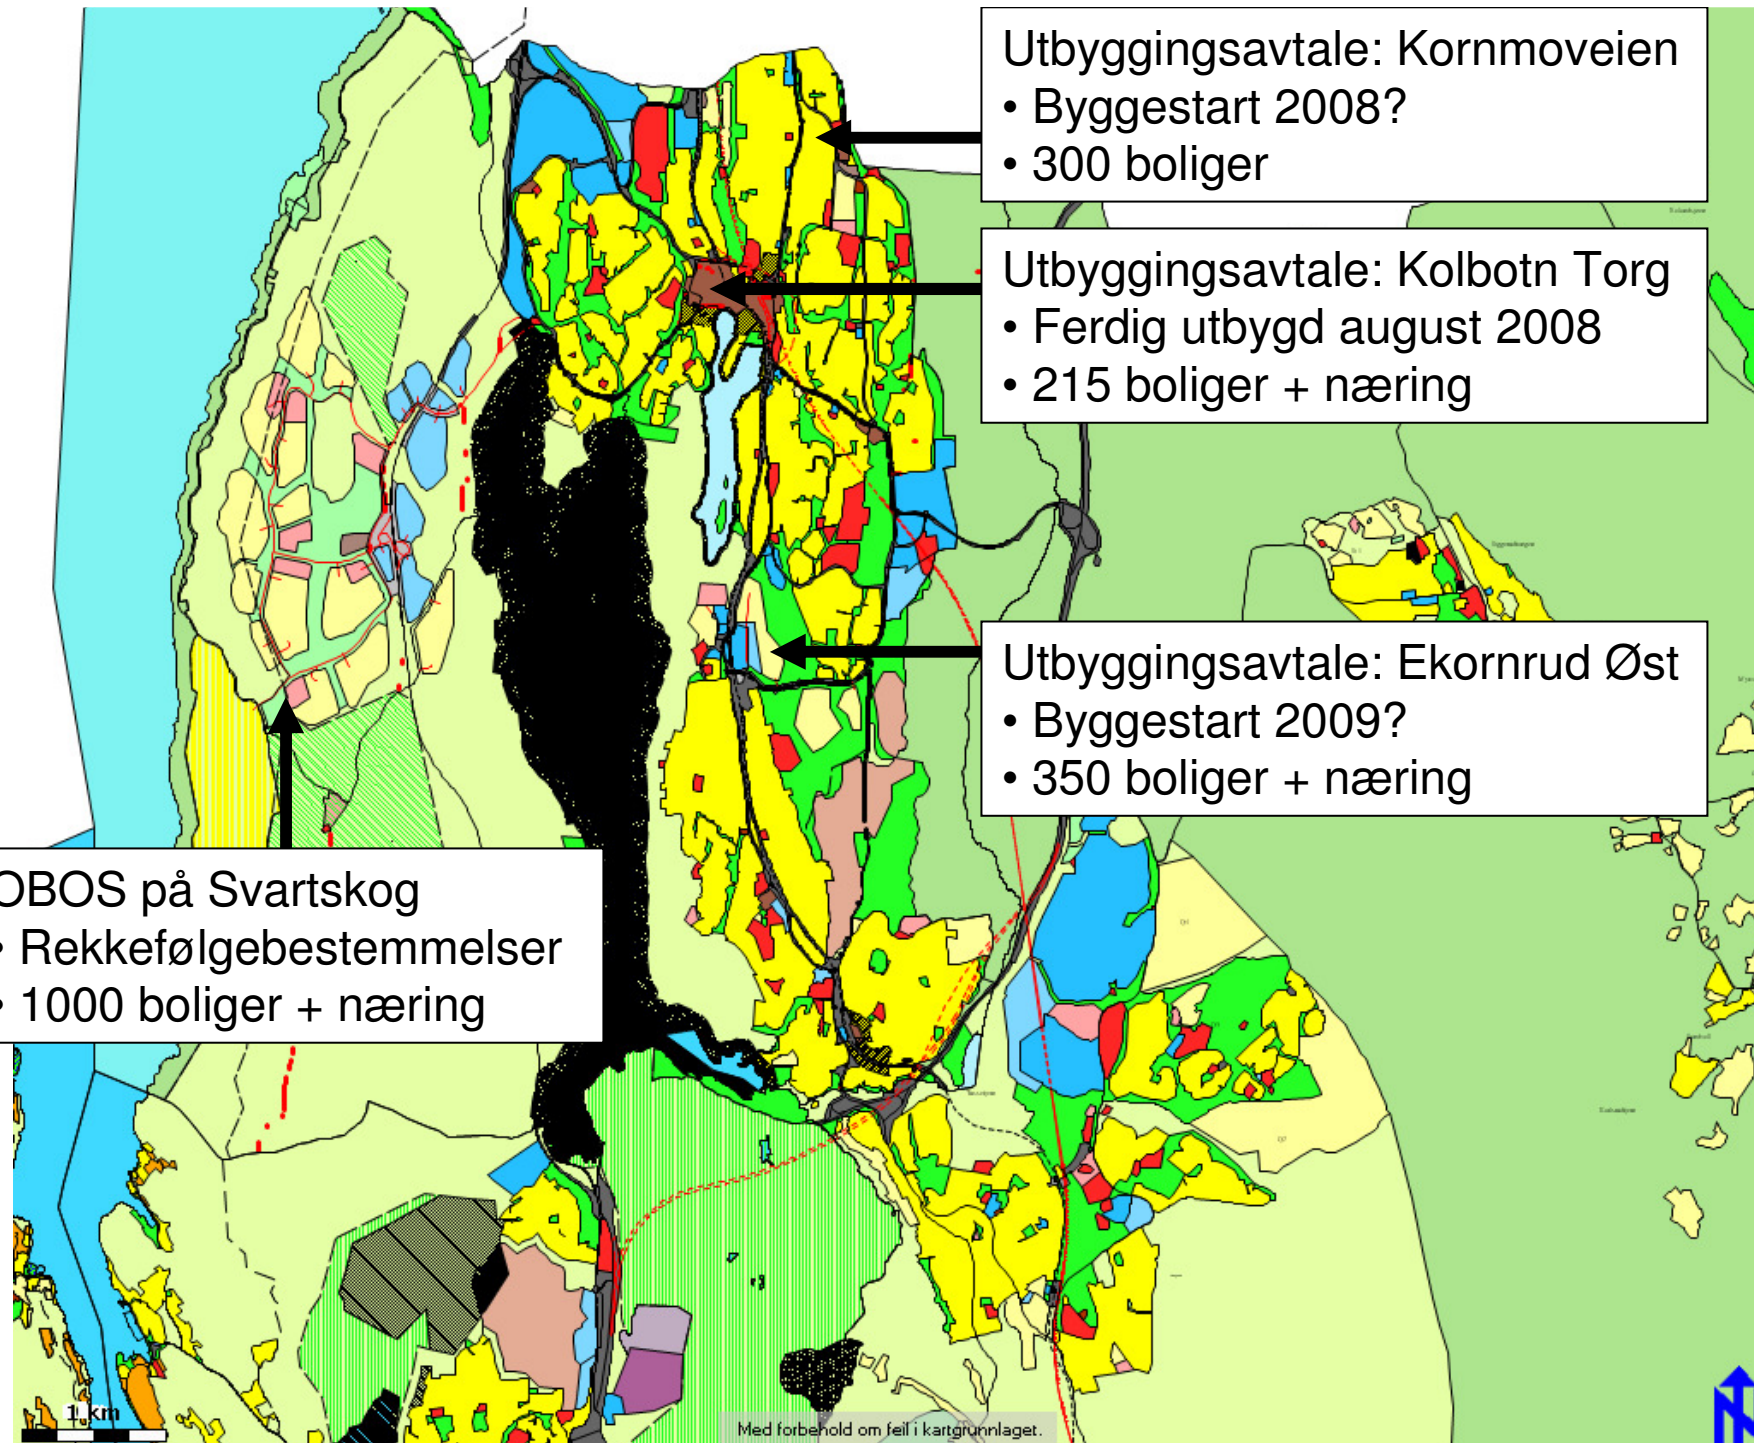 Utbyggingsavtale: Kornmoveien
• Byggestart 2008?
• 300 boliger
Utbyggingsavtale: Kolbotn Torg
• Ferdig utbygd august 2008
• 215 boliger + næring
Utbyggingsavtale: Ekornrud Øst
• Byggestart 2009?
• 350 boliger + næring
OBOS på Svartskog
• Rekkefølgebestemmelser
• 1000 boliger + næring
1 km
Med forbehold om feil i kartgrunnlaget.